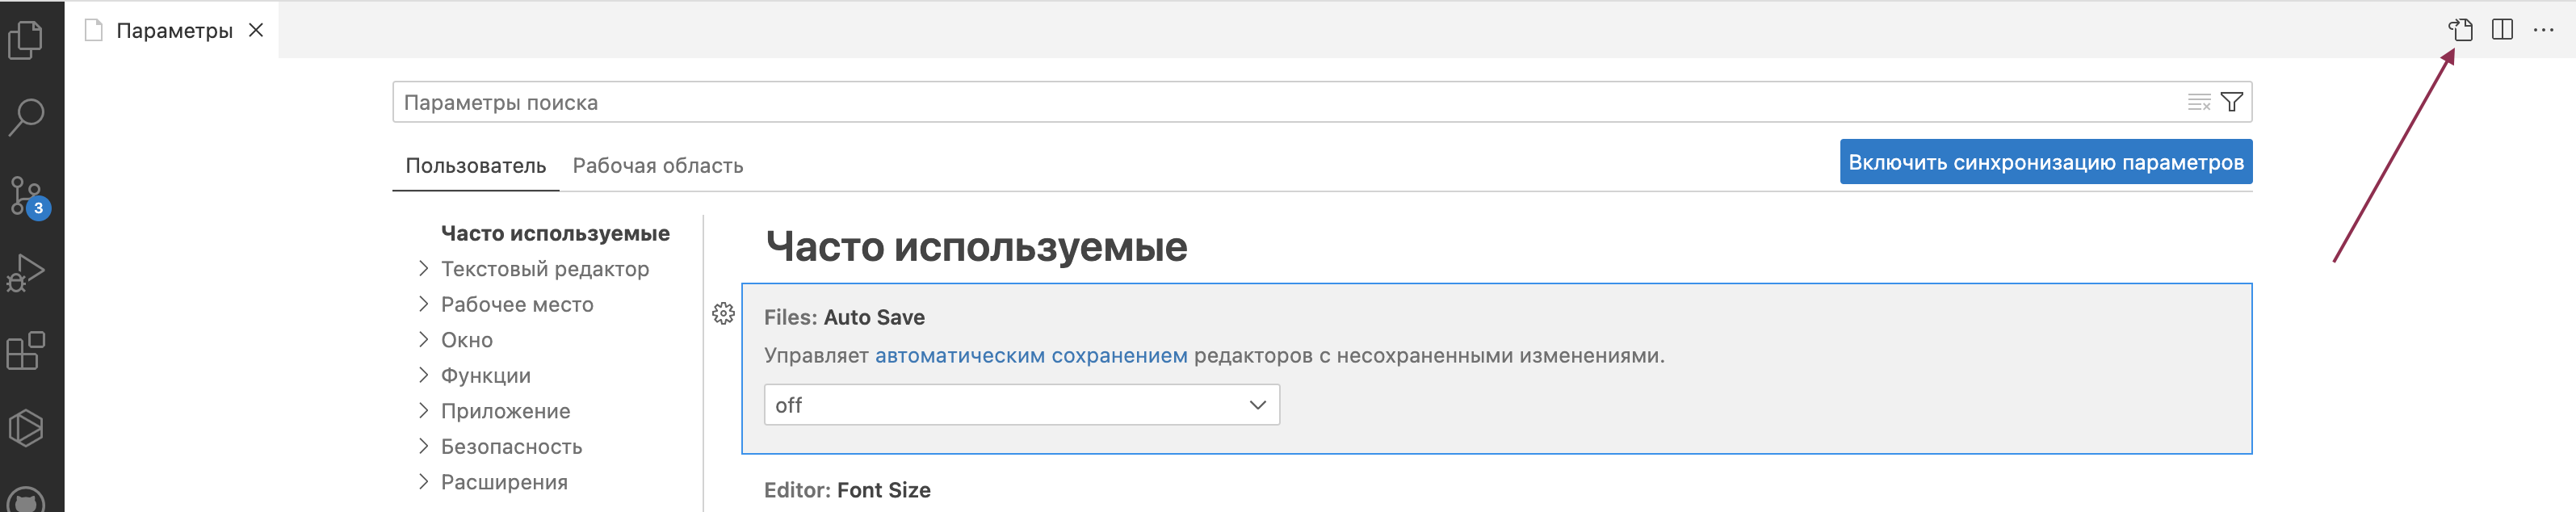 Параметры
Параметры поиска
Пользователь Рабочая область
Включить синхронизацию параметров
3
Часто используемые
Текстовый редактор
Рабочее место
Окно
Функции
Приложение
Безопасность
Расширения
Часто используемые
Files: Auto Save
Управляет автоматическим сохранением редакторов с несохраненными изменениями.
off
Editor: Font Size